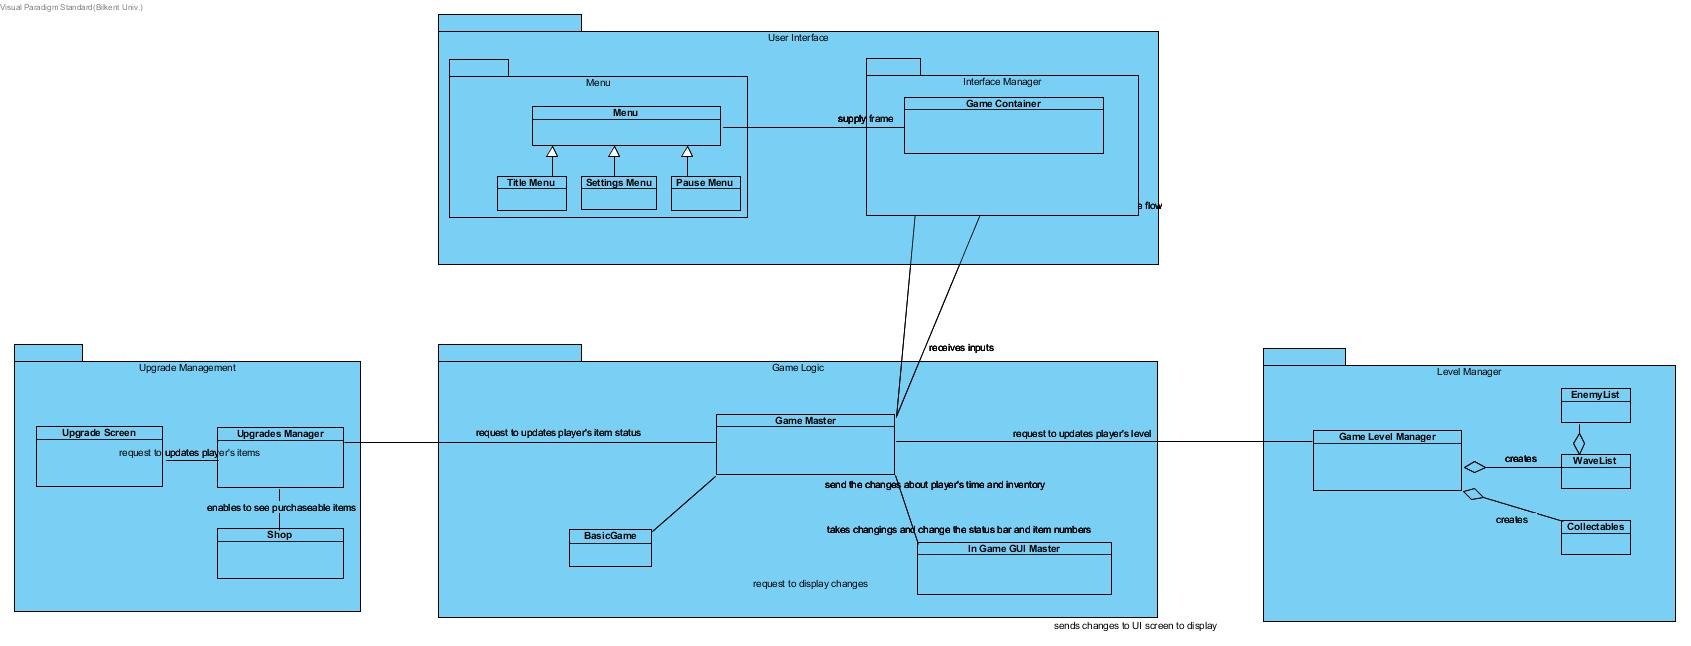 Visual Paradigm Standard(Bilkent Univ.)
User Interface
Menu
Interface Manager
Menu
Game Container
supply frame
Title Menu
Settings Menu
Pause Menu
e flow
receives inputs
Upgrade Management
Game Logic
Level Manager
Upgrade Screen
Upgrades Manager
request to updates player's items
enables to see purchaseable items
Shop
request to updates player's item status
Game Master
request to updates player's level
send the changes about player's time and inventory
takes changings and change the status bar and item numbers
BasicGame
In Game GUI Master
request to display changes
sends changes to UI screen to display
EnemyList
Game Level Manager
creates
WaveList
creates
Collectables